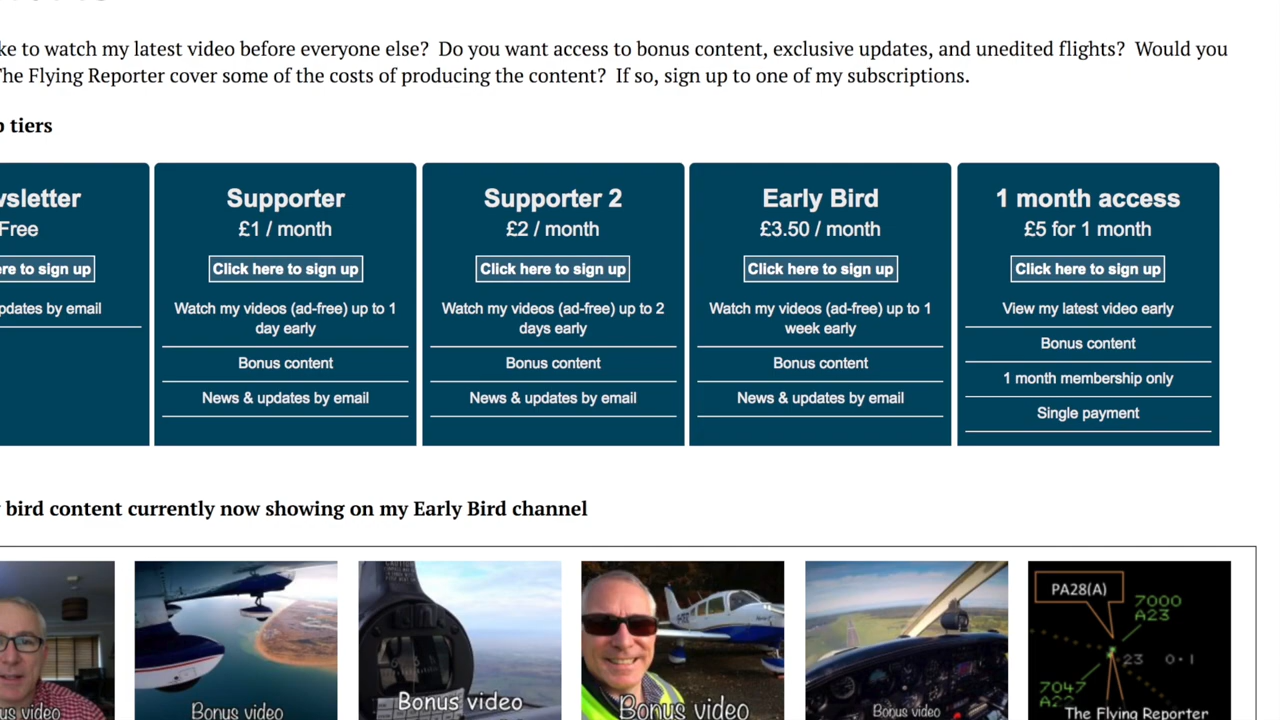 ke to watch my latest video before everyone else? Do you want access to bonus content, exclusive updates, and unedited flights? Would you
The Flying Reporter cover some of the costs of producing the content? If so, sign up to one of my subscriptions.
tiers
sletter
Free
re to sign up
pdates by email
Supporter
£1 / month
Click here to sign up
Watch my videos (ad-free) up to 1
day early
Bonus content
News & updates by email
Supporter 2
£2 / month
Click here to sign up
Watch my videos (ad-free) up to 2
days early
Bonus content
News & updates by email
Early Bird
£3.50 / month
Click here to sign up
Watch my videos (ad-free) up to 1
week early
Bonus content
News & updates by email
1 month access
£5 for 1 month
Click here to sign up
View my latest video early
Bonus content
1 month membership only
Single payment
bird content currently now showing on my Early Bird channel
us video
Bonus video
Bonus video
Bonus video
Bonus video
PA28(A)
7000
A23
23 0·1
7047
The Flying Reporter